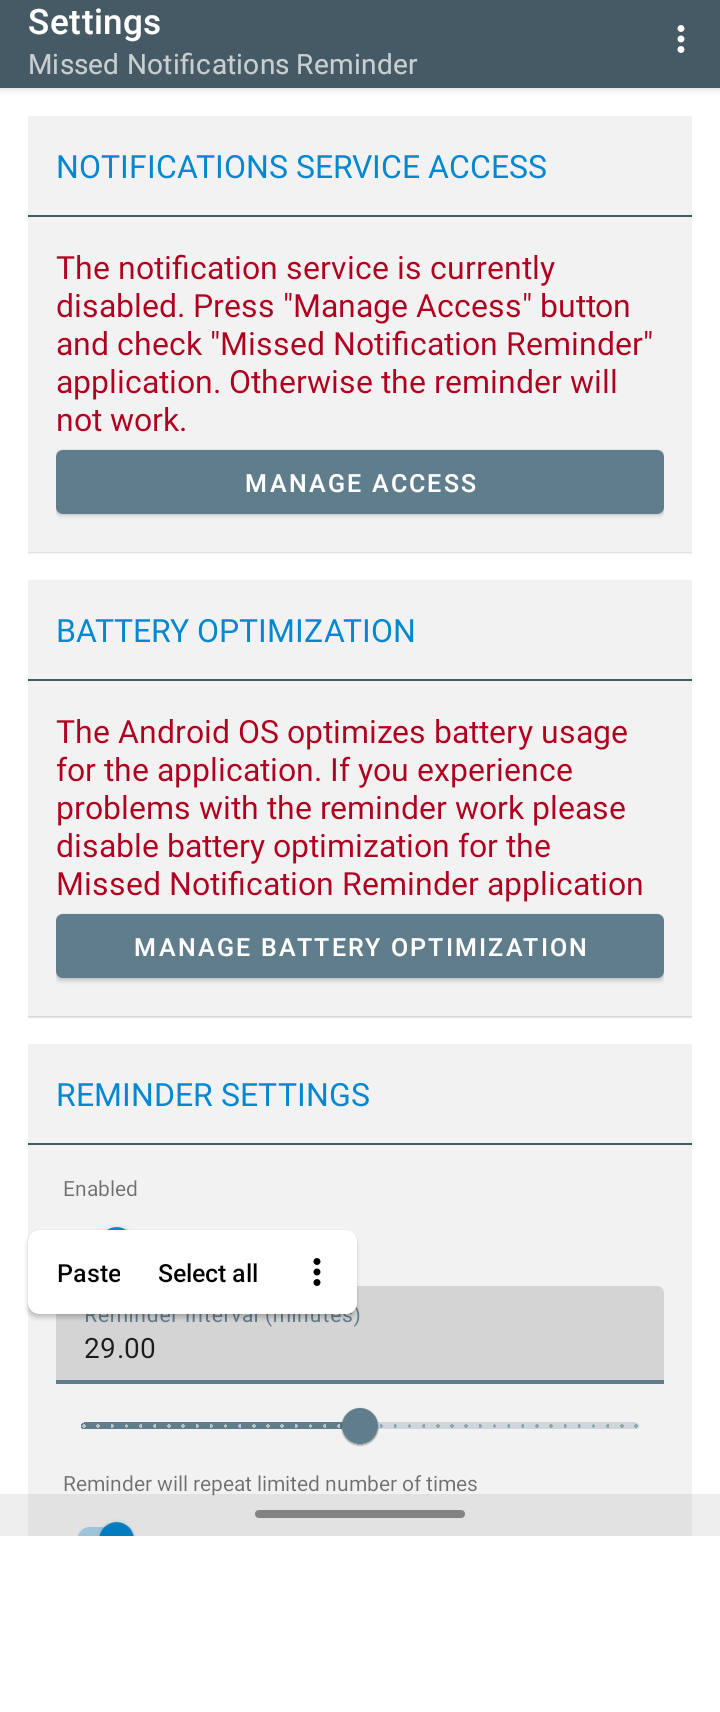 Settings
Missed Notifications Reminder
NOTIFICATIONS SERVICE ACCESS
The notification service is currently
disabled. Press "Manage Access" button
and check "Missed Notification Reminder"
application. Otherwise the reminder will
not work.
MANAGE ACCESS
BATTERY OPTIMIZATION
The Android OS optimizes battery usage
for the application. If you experience
problems with the reminder work please
disable battery optimization for the
Missed Notification Reminder application
MANAGE BATTERY OPTIMIZATION
REMINDER SETTINGS
Enabled
Paste Select all
Reminder interval (minutes)
29.00
Reminder will repeat limited number of times